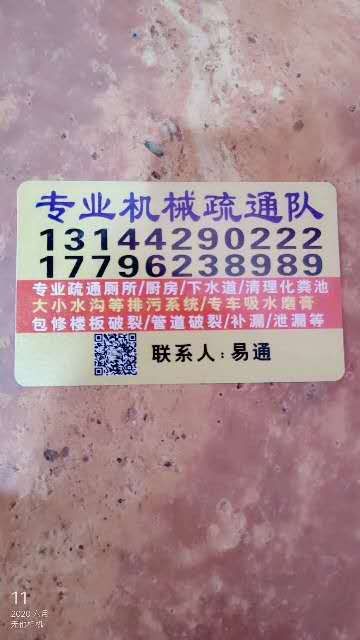 专业机械疏通队
13144290222
17796238989
专业疏通厕所/厨房/下水道/清理化粪池
大小水沟等排污系统/专车吸水磨膏
包修楼板破裂/管道破裂/补漏/泄漏等
联系人:易通
11
2020 六月